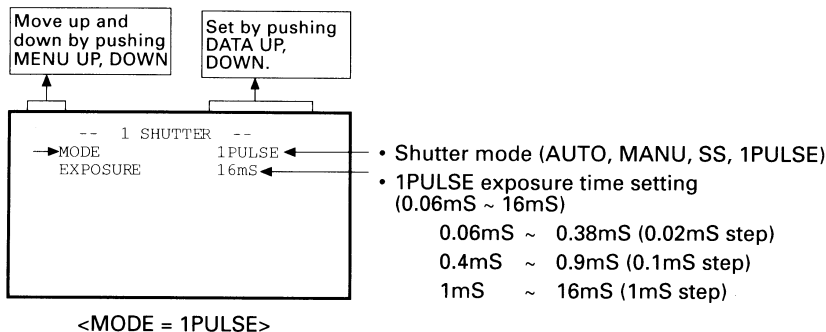 Move up and
down by pushing
MENU UP, DOWN
Set by pushing
DATA UP,
DOWN.
-- 1 SHUTTER --
MODE 1PULSE
EXPOSURE 16mS
• Shutter mode (AUTO, MANU, SS, 1PULSE)
• 1PULSE exposure time setting
(0.06mS ~ 16mS)
0.06mS ~ 0.38mS (0.02mS step)
0.4mS ~ 0.9mS (0.1mS step)
1mS ~ 16mS (1mS step)
<MODE = 1PULSE>